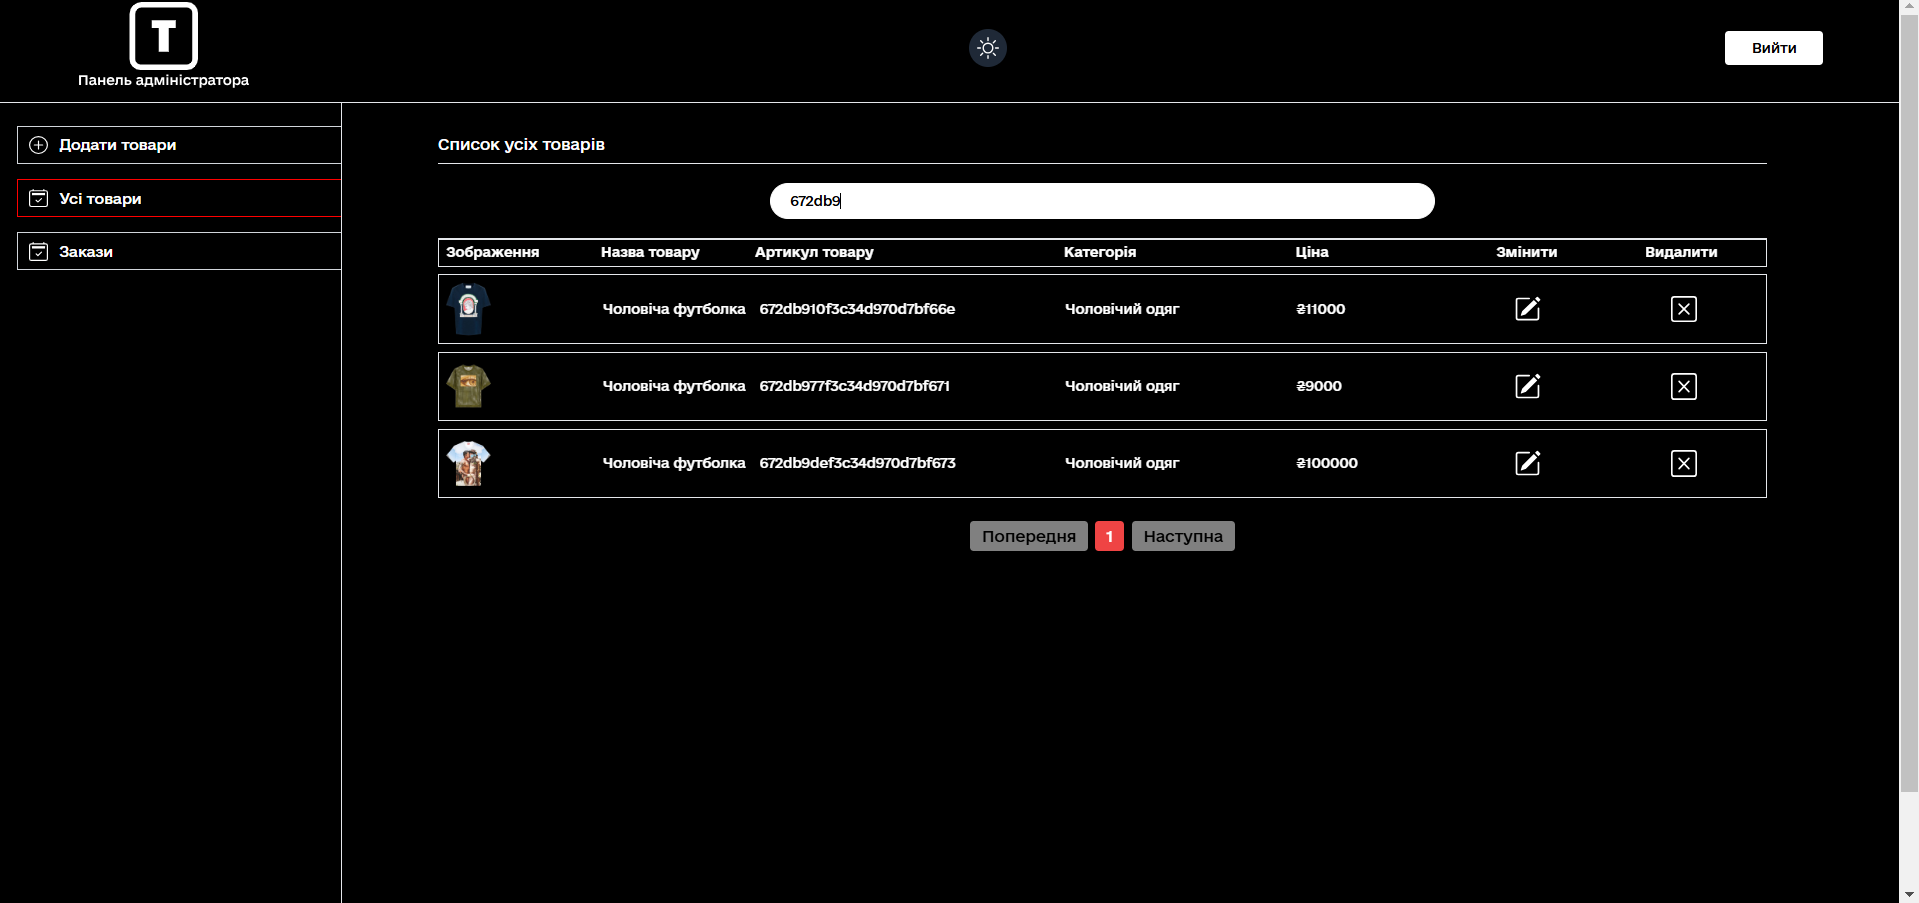 T
Панель адміністратора
Вийти
Додати товари
Усі товари
Закази
Список усіх товарів
672db9
Зображення Назва товару Артикул товару Категорія Ціна Змінити Видалити
Чоловіча футболка 672db910f3c34d970d7bf66e Чоловічий одяг ₴11000
Чоловіча футболка 672db977f3c34d970d7bf671 Чоловічий одяг ₴9000
Чоловіча футболка 672db9def3c34d970d7bf673 Чоловічий одяг ₴100000
Попередня 1 Наступна